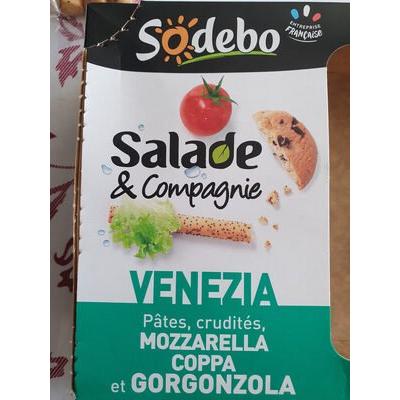 Sodebo
ENTREPRISE
FRANÇAISE
Salade
& Compagnie
VENEZIA
Pâtes, crudités,
MOZZARELLA
COPPA
et GORGONZOLA